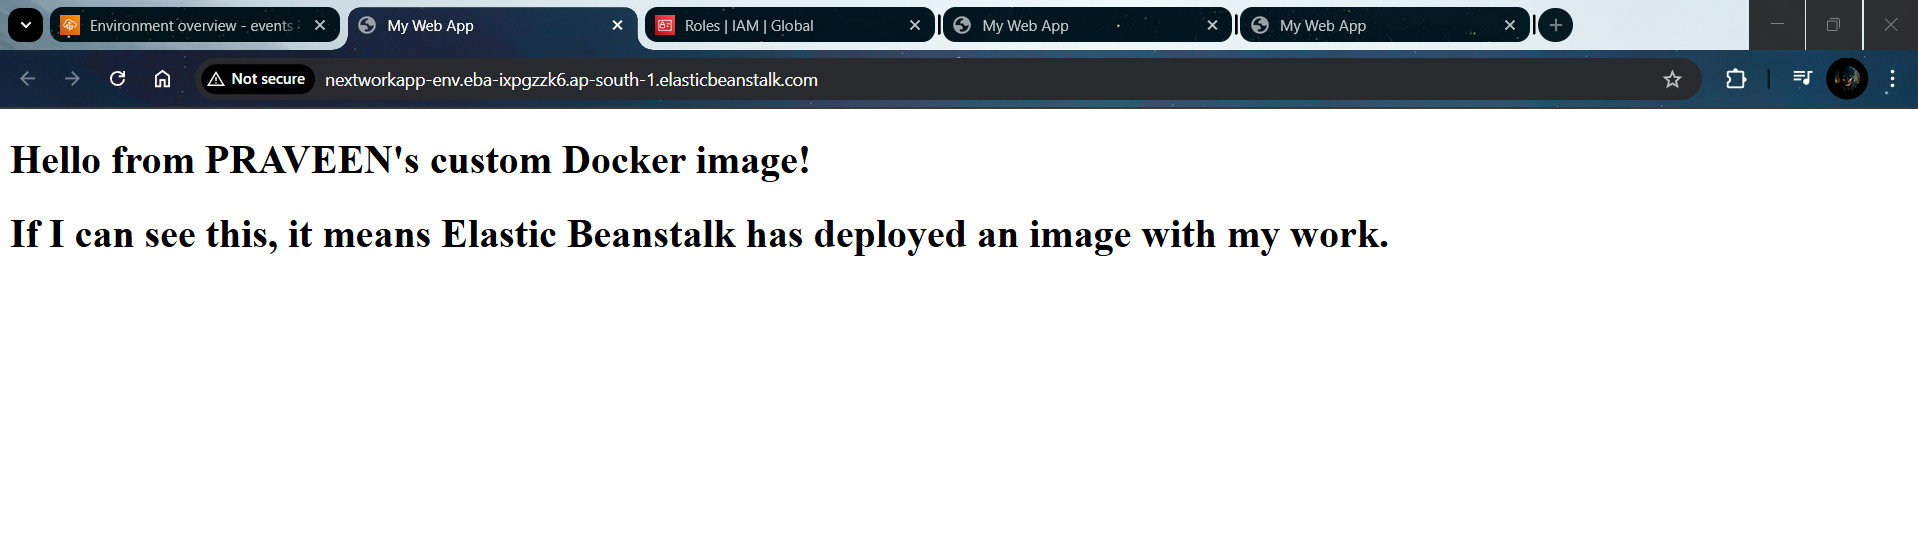 Environment overview - events
My Web App
Roles | IAM | Global
My Web App
My Web App
Not secure
nextworkapp-env.eba-ixpgzzk6.ap-south-1.elasticbeanstalk.com
Hello from PRAVEEN's custom Docker image!
If I can see this, it means Elastic Beanstalk has deployed an image with my work.